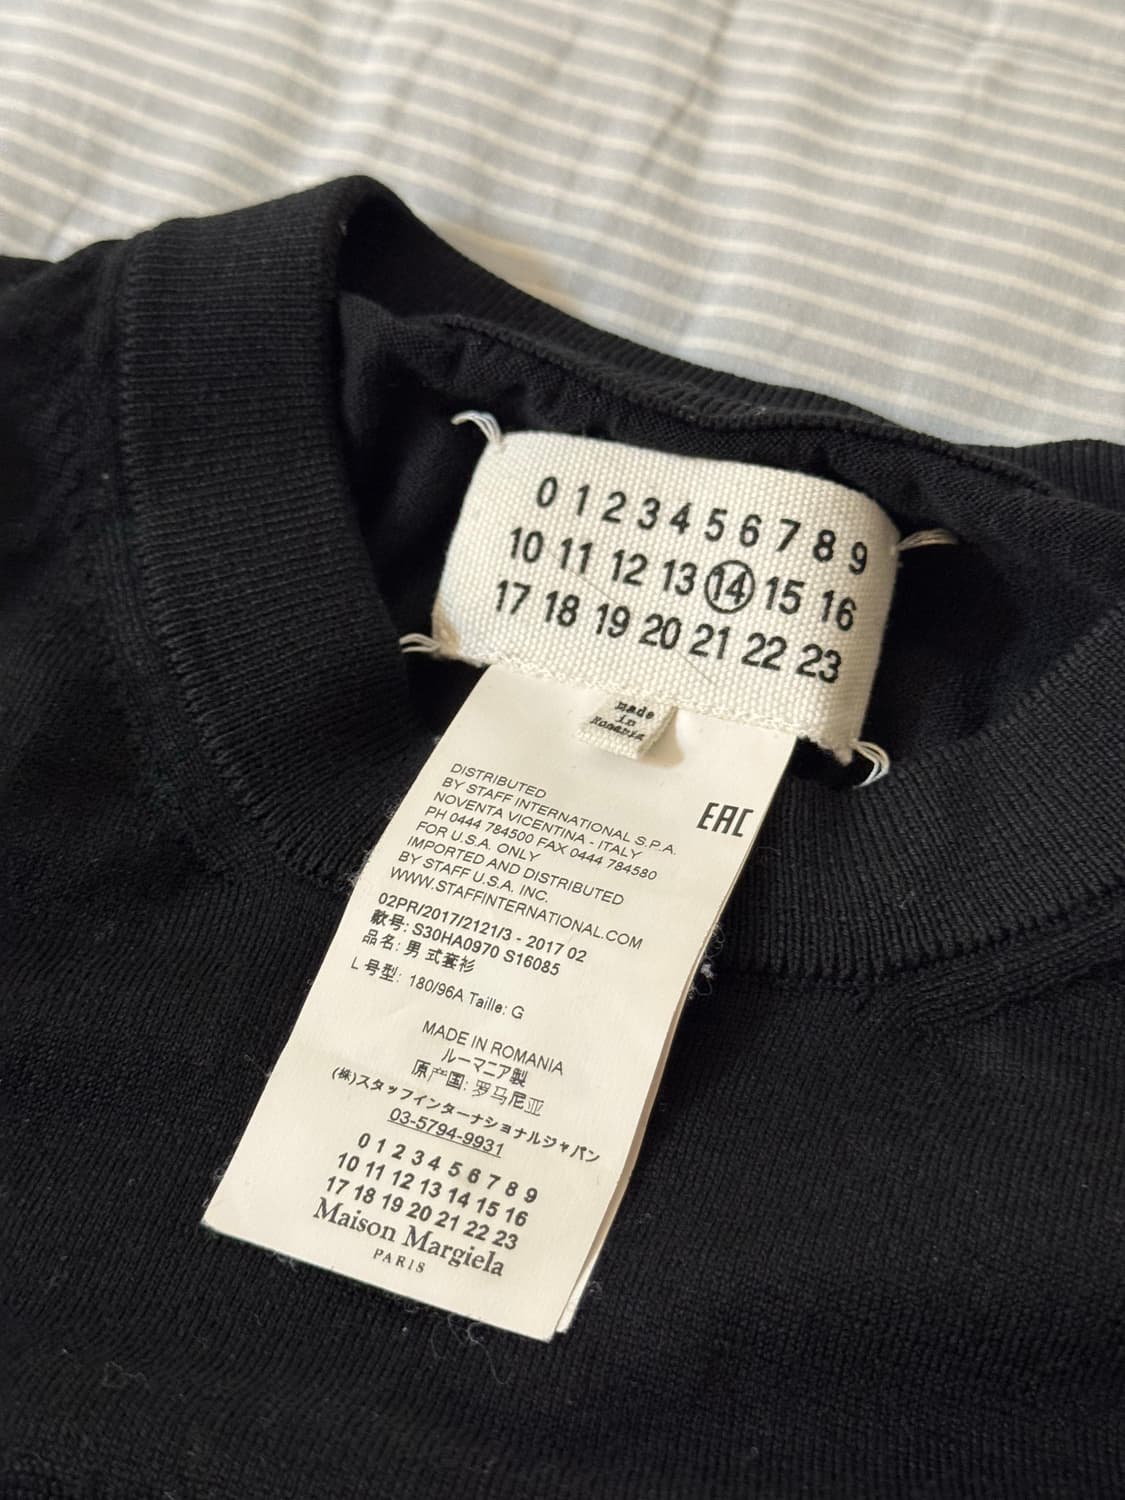 0 1 2 3 4 5 6 7 8 9
10 11 12 13 14 15 16
17 18 19 20 21 22 23
made
in
Romania
EAC
DISTRIBUTED
BY STAFF INTERNATIONAL S.P.A.
NOVENTA VICENTINA - ITALY
PH 0444 784500 FAX 0444 784580
FOR U.S.A. ONLY
IMPORTED AND DISTRIBUTED
BY STAFF U.S.A. INC.
WWW.STAFFINTERNATIONAL.COM
02PR/2017/2121/3 - 2017 02
款号: S30HA0970 S16085
品名: 男 式套衫
L 号型: 180/96A Taille: G
MADE IN ROMANIA
ルーマニア製
原产国: 罗马尼亚
(株)スタッフインターナショナルジャパン
03-5794-9931
0 1 2 3 4 5 6 7 8 9
10 11 12 13 14 15 16
17 18 19 20 21 22 23
Maison Margiela
PARIS